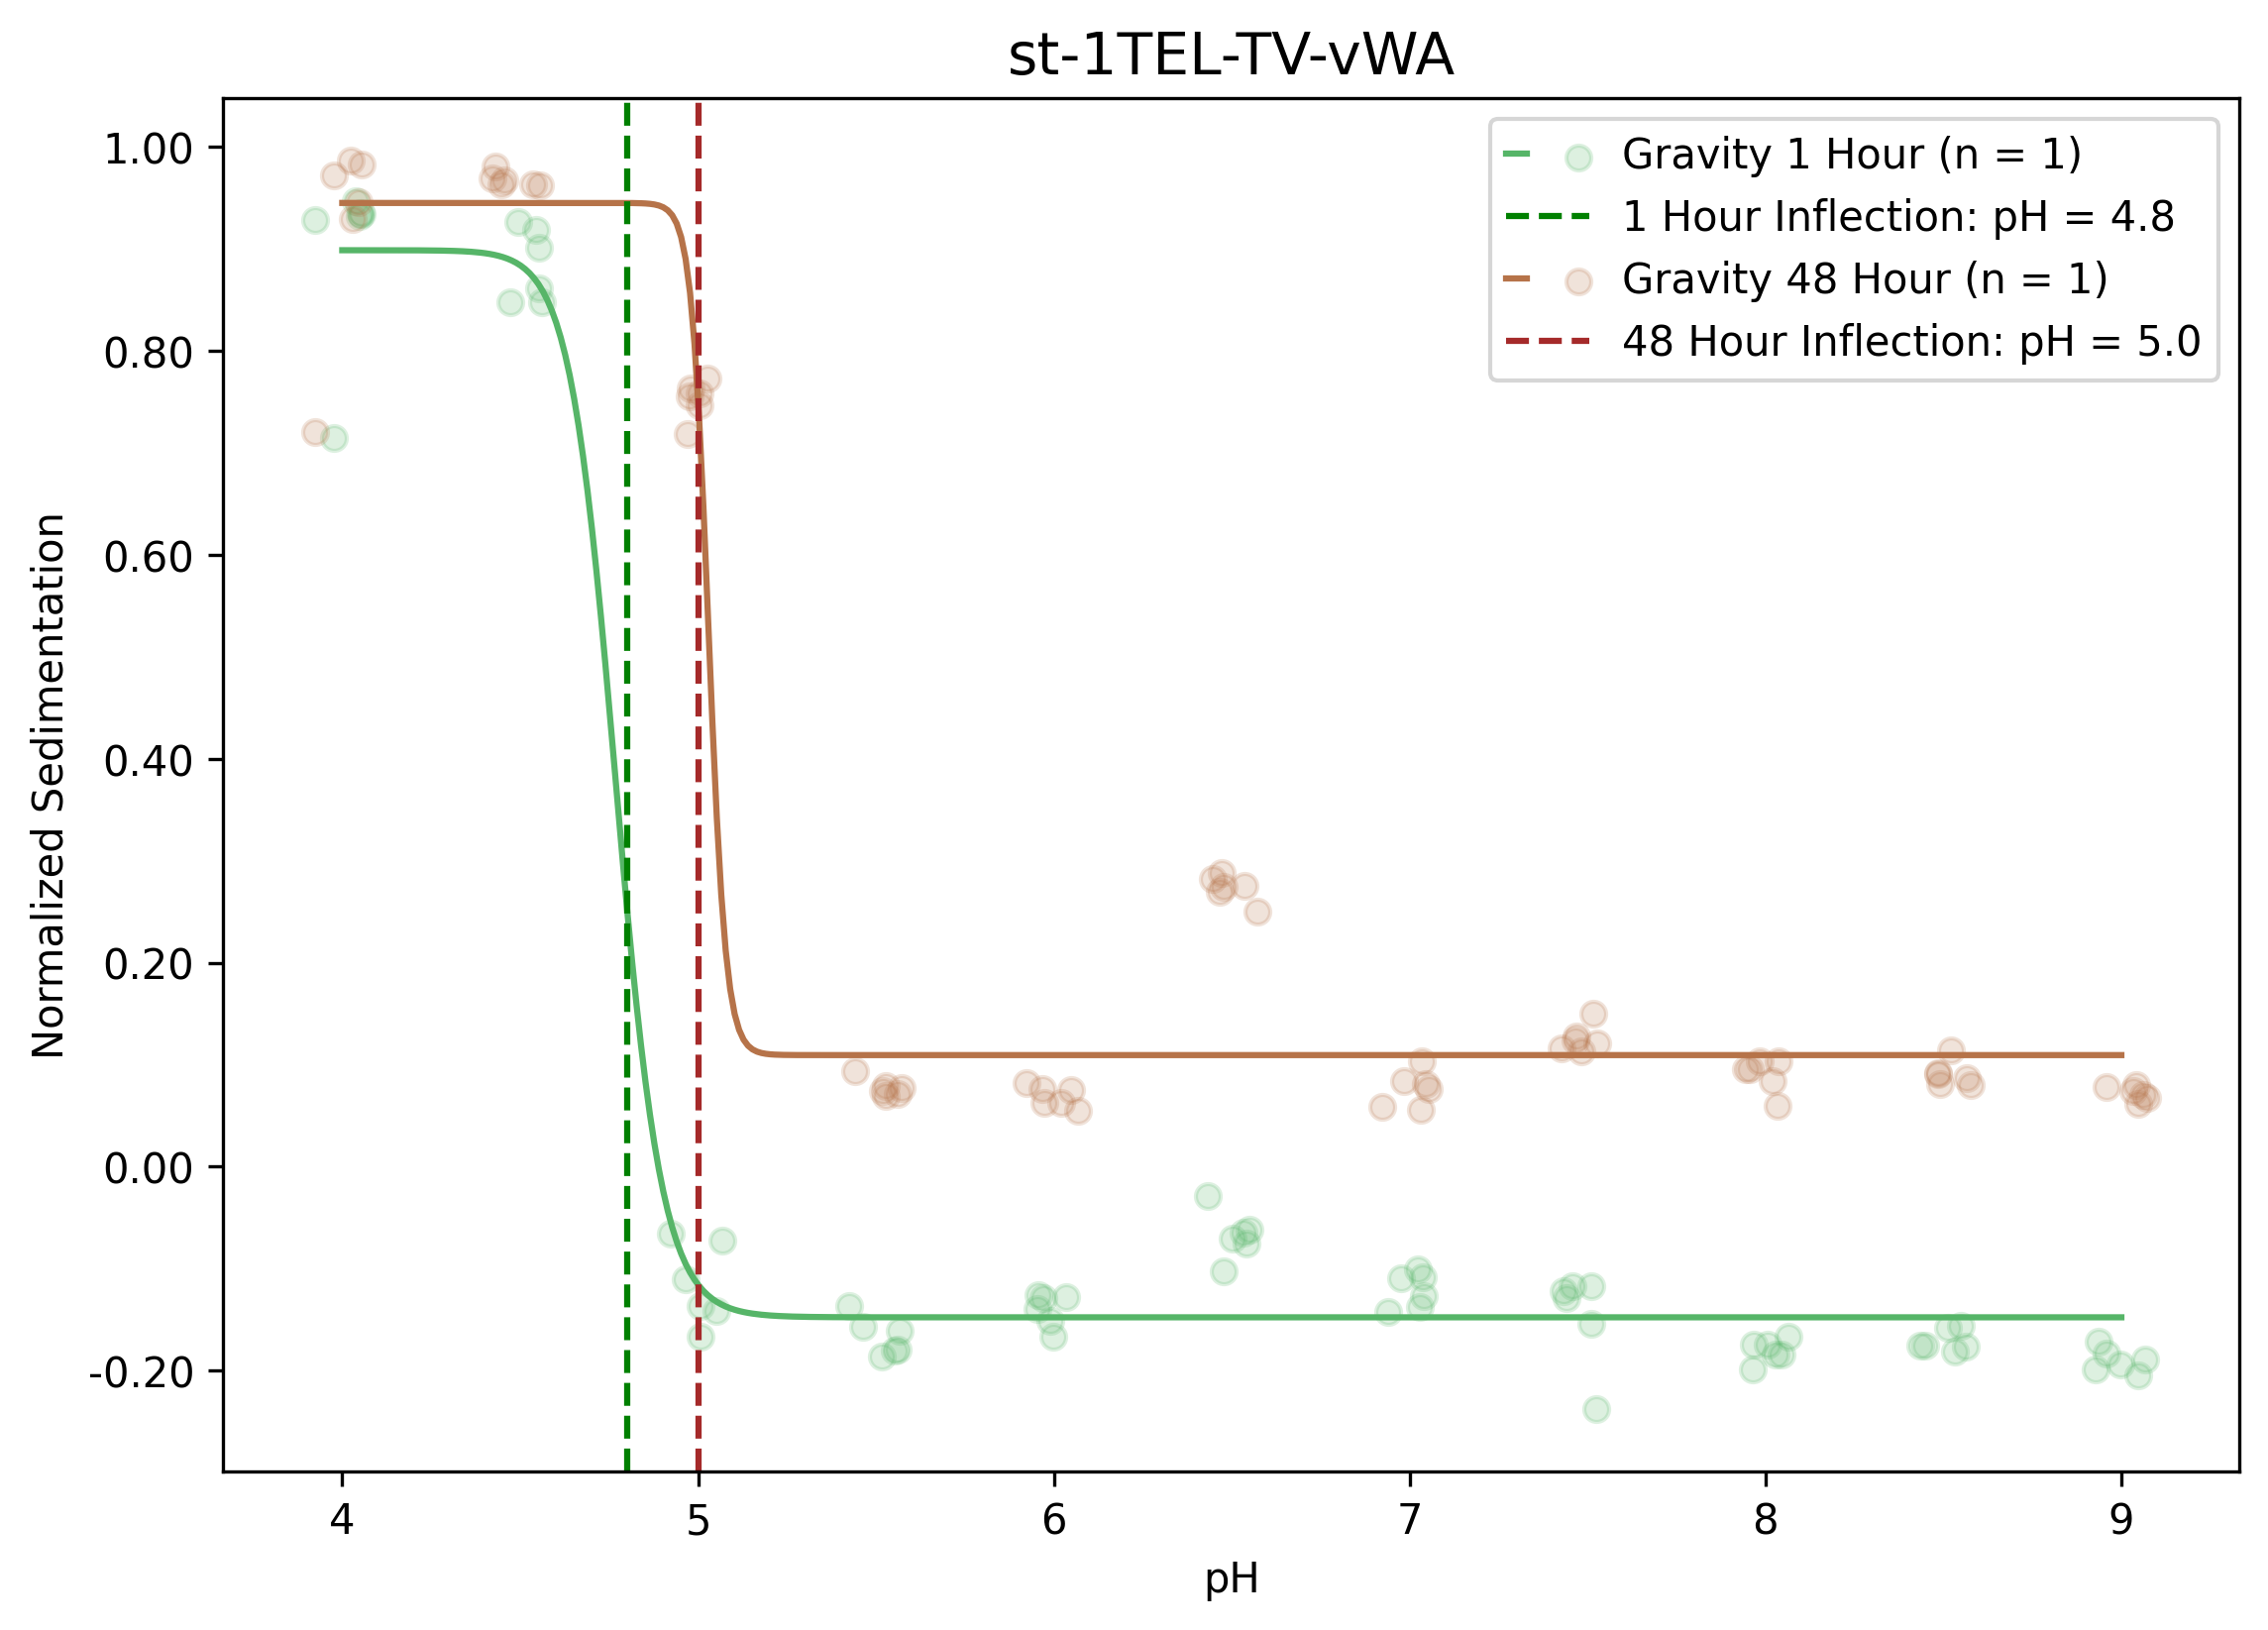 st-1TEL-TV-vWA
Gravity 1 Hour (n = 1)
1 Hour Inflection: pH = 4.8
Gravity 48 Hour (n = 1)
48 Hour Inflection: pH = 5.0
Normalized Sedimentation
1.00
0.80
0.60
0.40
0.20
0.00
-0.20
4 5 6 7 8 9
pH